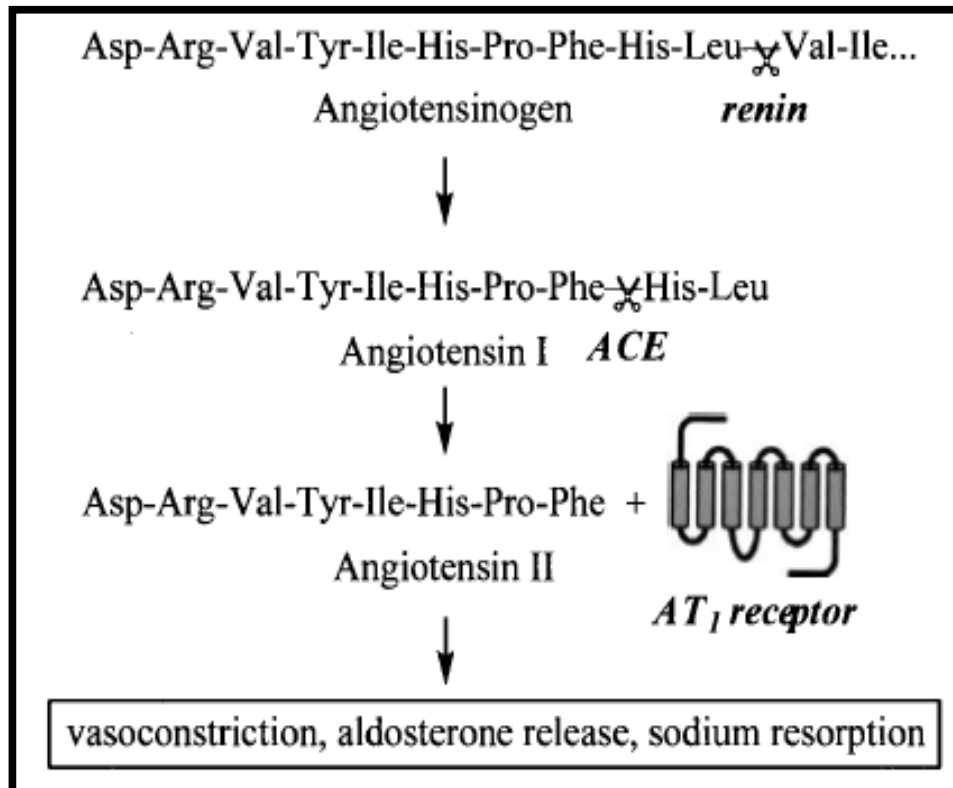 Asp-Arg-Val-Tyr-Ile-His-Pro-Phe-His-Leu Val-Ile...
Angiotensinogen renin
Asp-Arg-Val-Tyr-Ile-His-Pro-Phe His-Leu
Angiotensin I ACE
Asp-Arg-Val-Tyr-Ile-His-Pro-Phe +
Angiotensin II
AT1 receptor
vasoconstriction, aldosterone release, sodium resorption